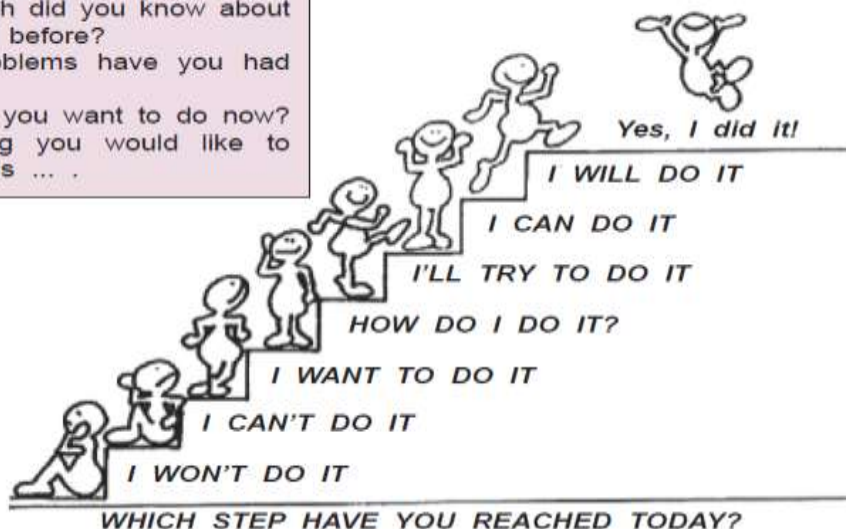 did you know about
before?
have you had
you want to do now?
you would like to
... .
Yes, I did it!
I WILL DO IT
I CAN DO IT
I'LL TRY TO DO IT
HOW DO I DO IT?
I WANT TO DO IT
I CAN'T DO IT
I WON'T DO IT
WHICH STEP HAVE YOU REACHED TODAY?